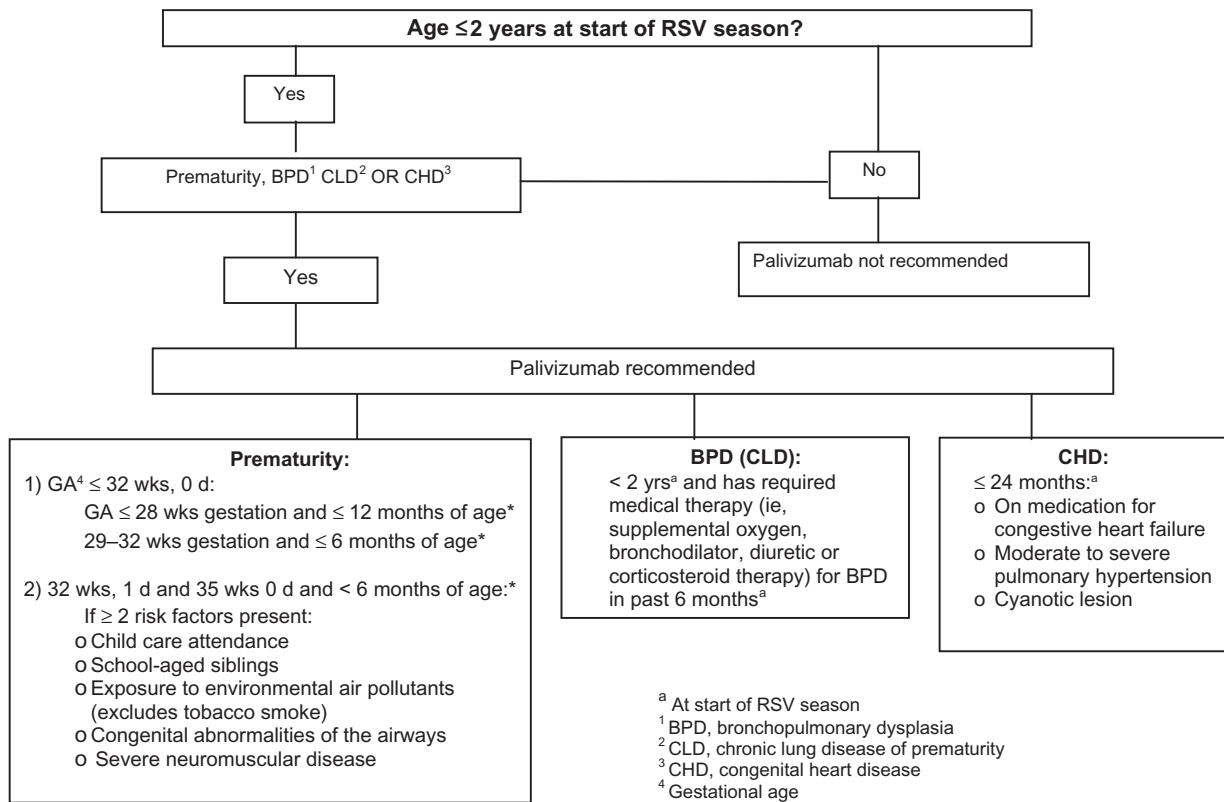 Age ≤2 years at start of RSV season?
Yes
No
Prematurity, BPD¹ CLD² OR CHD³
Yes
Palivizumab not recommended
Palivizumab recommended
Prematurity:
1) GA⁴ ≤ 32 wks, 0 d:
GA ≤ 28 wks gestation and ≤ 12 months of age*
29–32 wks gestation and ≤ 6 months of age*
2) 32 wks, 1 d and 35 wks 0 d and < 6 months of age:*
If ≥ 2 risk factors present:
o Child care attendance
o School-aged siblings
o Exposure to environmental air pollutants
(excludes tobacco smoke)
o Congenital abnormalities of the airways
o Severe neuromuscular disease
BPD (CLD):
< 2 yrsᵃ and has required
medical therapy (ie,
supplemental oxygen,
bronchodilator, diuretic or
corticosteroid therapy) for BPD
in past 6 monthsᵃ
CHD:
≤ 24 months:ᵃ
o On medication for
congestive heart failure
o Moderate to severe
pulmonary hypertension
o Cyanotic lesion
ᵃ At start of RSV season
¹ BPD, bronchopulmonary dysplasia
² CLD, chronic lung disease of prematurity
³ CHD, congenital heart disease
⁴ Gestational age